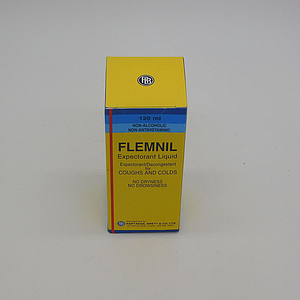 120 ml
NON-ALCOHOLIC
NON-ANTIHISTAMINIC
FLEMNIL
Expectorant Liquid
Expectorant/Decongestant
for
COUGHS AND COLDS
NO DRYNESS
NO DROWSINESS